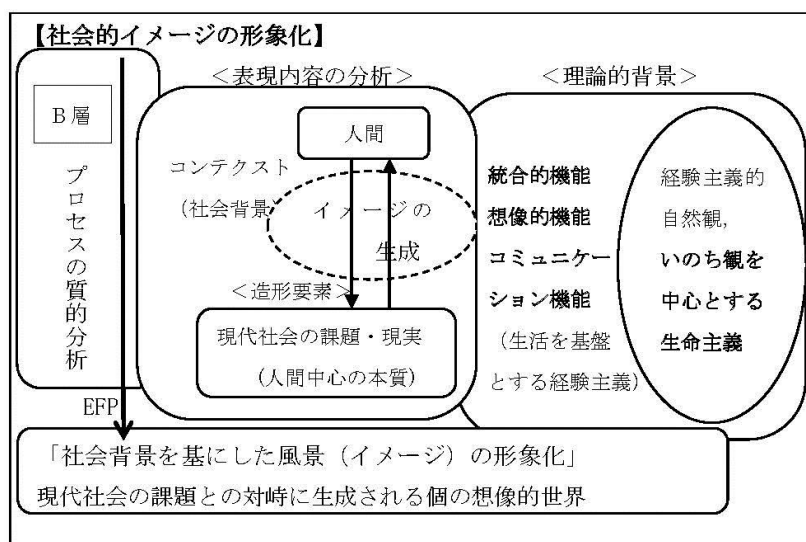 【社会的イメージの形象化】
＜表現内容の分析＞
＜理論的背景＞
B層
プロセスの質的分析
EFP
人間
コンテクスト
（社会背景）
イメージの
生成
＜造形要素＞
現代社会の課題・現実
（人間中心の本質）
統合的機能
想像的機能
コミュニケー
ション機能
（生活を基盤
とする経験主義）
経験主義的
自然観，
いのち観を
中心とする
生命主義
「社会背景を基にした風景（イメージ）の形象化」
現代社会の課題との対峙に生成される個の想像的世界